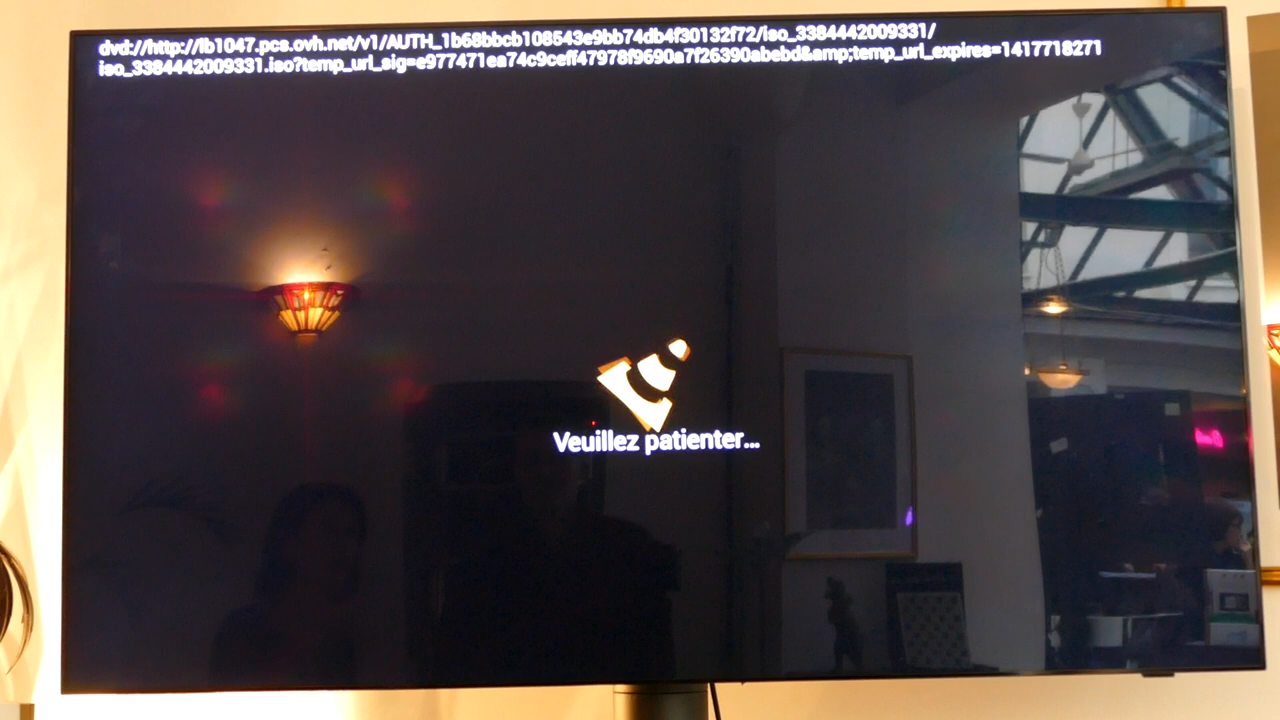 dvd://http://lb1047.pcs.ovh.net/v1/AUTH_1b68bbcb108543e9bb74db4f30132f72/iso_3384442009331/
iso_3384442009331.iso?temp_url_sig=e977471ea74c9ceff47978f9690a7f26390abebd&amp;temp_url_expires=1417718271
Veuillez patienter...